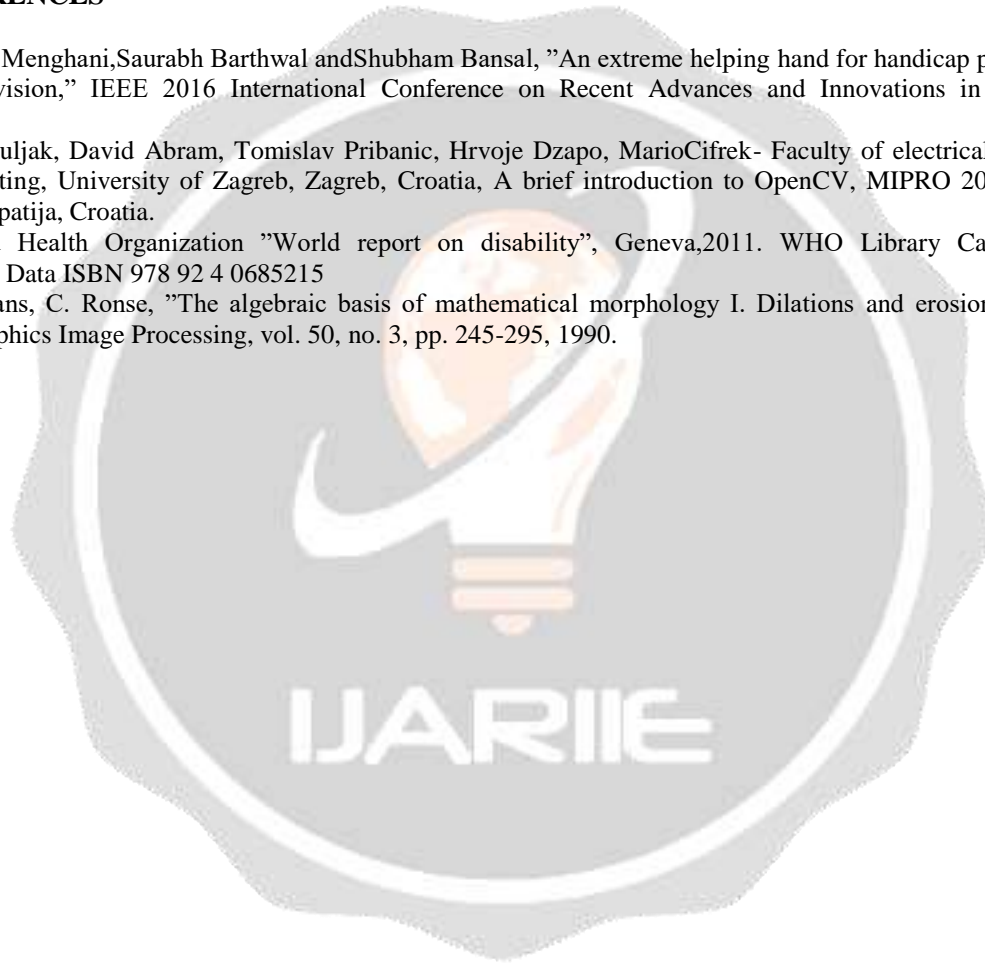 RENCES
Menghani,Saurabh Barthwal andShubham Bansal, ”An extreme helping hand for handicap p
vision,” IEEE 2016 International Conference on Recent Advances and Innovations in
uljak, David Abram, Tomislav Pribanic, Hrvoje Dzapo, MarioCifrek- Faculty of electrical
ting, University of Zagreb, Zagreb, Croatia, A brief introduction to OpenCV, MIPRO 20
patija, Croatia.
Health Organization ”World report on disability”, Geneva,2011. WHO Library Ca
Data ISBN 978 92 4 0685215
ans, C. Ronse, ”The algebraic basis of mathematical morphology I. Dilations and erosion
phics Image Processing, vol. 50, no. 3, pp. 245-295, 1990.
IJARIIE